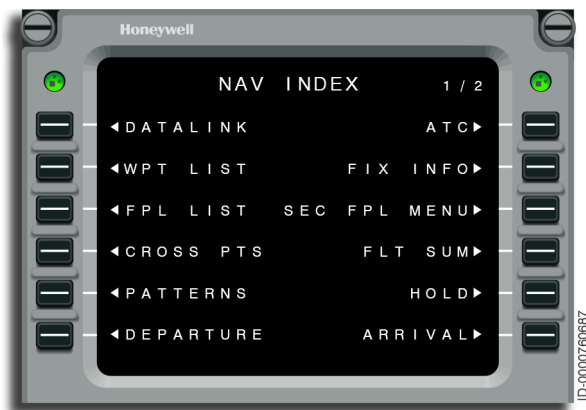 Honeywell
NAV INDEX 1 / 2
◄DATALINK ATC►
◄WPT LIST FIX INFO►
◄FPL LIST SEC FPL MENU►
◄CROSS PTS FLT SUM►
◄PATTERNS HOLD►
◄DEPARTURE ARRIVAL►
ID-0000760687